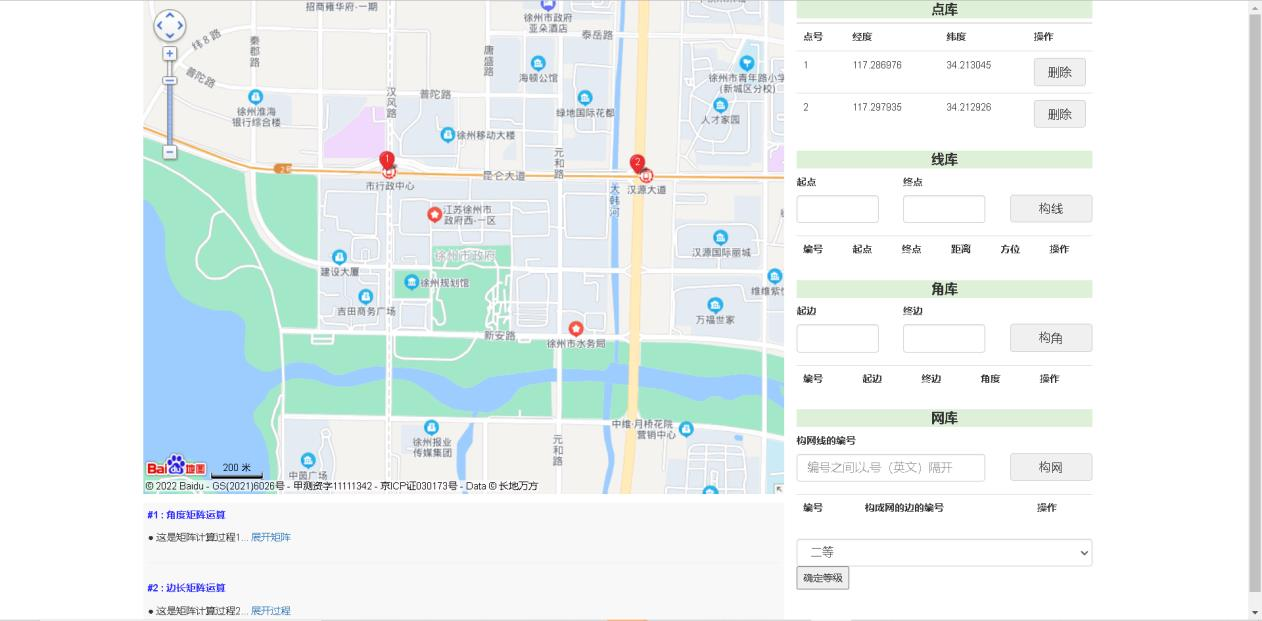 招商雍华府-一期
徐州市政府
亚朵酒店
泰岳路
纬8路
秦郡路
普陀路
唐盛路
海顿公馆
徐州市青年路小学
(新城区分校)
汉风路
普陀路
绿地国际花都
人才家园
徐州淮海
银行综合楼
徐州移动大楼
元和路
1
2
市行政中心
昆仑大道
汉源大道
大韩河
江苏徐州市
政府西-一区
徐州市政府
汉源国际丽城
建设大厦
徐州规划馆
吉田商务广场
万福世家
新安路
徐州市水务局
中维·月桥花院
营销中心
徐州报业
传媒集团
元和路
中茵广场
Bai 地图
200 米
© 2022 Baidu - GS(2021)6026号 - 甲测资字11111342 - 京ICP证030173号 - Data © 长地万方
#1 : 角度矩阵运算
● 这是矩阵计算过程1... 展开矩阵
#2 : 边长矩阵运算
● 这是矩阵计算过程2... 展开过程
点库
点号 经度 纬度 操作
1 117.286976 34.213045 删除
2 117.297935 34.212926 删除
线库
起点 终点
构线
编号 起点 终点 距离 方位 操作
角库
起边 终边
构角
编号 起边 终边 角度 操作
网库
构网线的编号
编号之间以,号（英文）隔开 构网
编号 构成网的边的编号 操作
二等
确定等级